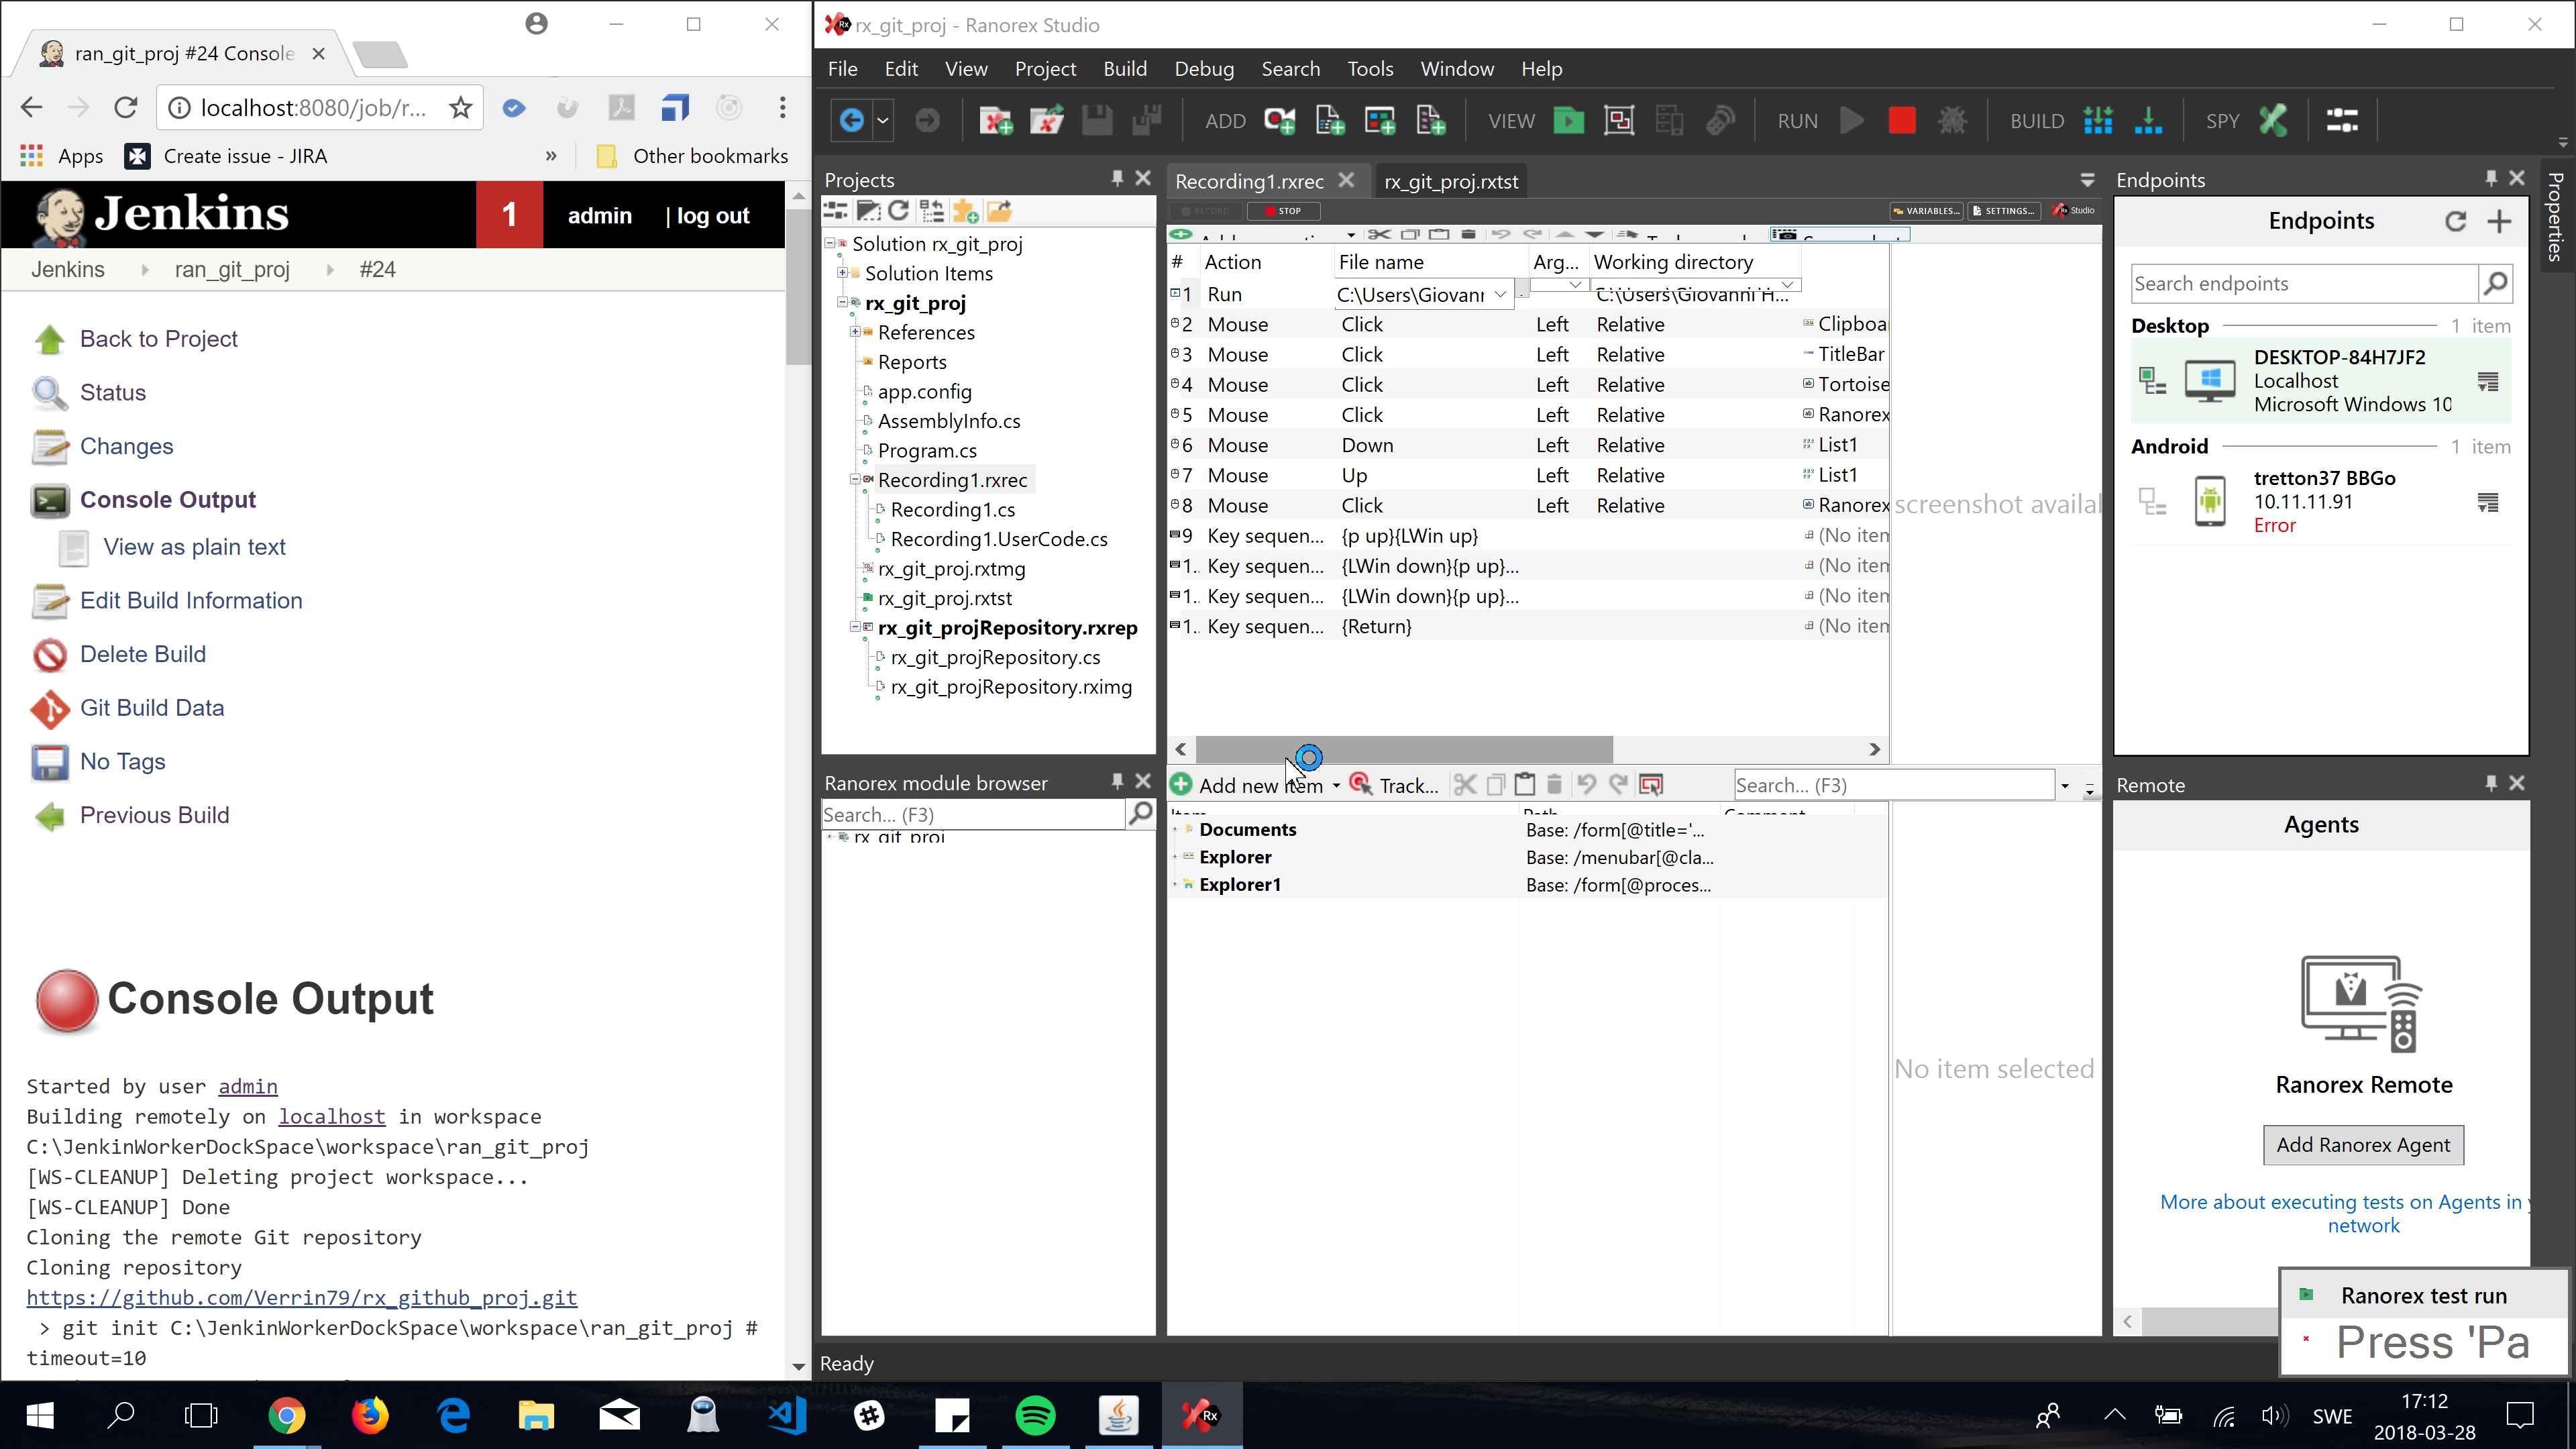 ran_git_proj #24 Console
localhost:8080/job/r...
Apps
Create issue - JIRA
»
Other bookmarks
Jenkins
1
admin
| log out
Jenkins
ran_git_proj
#24
Back to Project
Status
Changes
Console Output
View as plain text
Edit Build Information
Delete Build
Git Build Data
No Tags
Previous Build
Console Output
Started by user admin
Building remotely on localhost in workspace
C:\JenkinWorkerDockSpace\workspace\ran_git_proj
[WS-CLEANUP] Deleting project workspace...
[WS-CLEANUP] Done
Cloning the remote Git repository
Cloning repository
https://github.com/Verrin79/rx_github_proj.git
> git init C:\JenkinWorkerDockSpace\workspace\ran_git_proj #
timeout=10
rx_git_proj - Ranorex Studio
File Edit View Project Build Debug Search Tools Window Help
ADD VIEW RUN BUILD SPY
Projects
Solution rx_git_proj
Solution Items
rx_git_proj
References
Reports
app.config
AssemblyInfo.cs
Program.cs
Recording1.rxrec
Recording1.cs
Recording1.UserCode.cs
rx_git_proj.rxtmg
rx_git_proj.rxtst
rx_git_projRepository.rxrep
rx_git_projRepository.cs
rx_git_projRepository.rximg
Ranorex module browser
Search... (F3)
rx_git_proj
Recording1.rxrec
rx_git_proj.rxtst
RECORD STOP VARIABLES... SETTINGS... Rx Studio
# Action File name Arg... Working directory
1 Run C:\Users\Giovanni C:\Users\Giovanni H...
2 Mouse Click Left Relative Clipboa
3 Mouse Click Left Relative TitleBar
4 Mouse Click Left Relative Tortoise
5 Mouse Click Left Relative Ranorex
6 Mouse Down Left Relative List1
7 Mouse Up Left Relative List1
8 Mouse Click Left Relative Ranorex
9 Key sequen... {p up}{LWin up} (No item
1.. Key sequen... {LWin down}{p up}... (No item
1.. Key sequen... {LWin down}{p up}... (No item
1.. Key sequen... {Return} (No item
screenshot availal
Add new item Track... Search... (F3)
Item Path Comment
Documents Base: /form[@title='...
Explorer Base: /menubar[@cla...
Explorer1 Base: /form[@proces...
No item selected
Endpoints
Endpoints
Search endpoints
Desktop 1 item
DESKTOP-84H7JF2
Localhost
Microsoft Windows 10
Android 1 item
tretton37 BBGo
10.11.11.91
Error
Properties
Remote
Agents
Ranorex Remote
Add Ranorex Agent
More about executing tests on Agents in y
network
Ranorex test run
Press 'Pa
Ready
Rx
SWE
17:12
2018-03-28